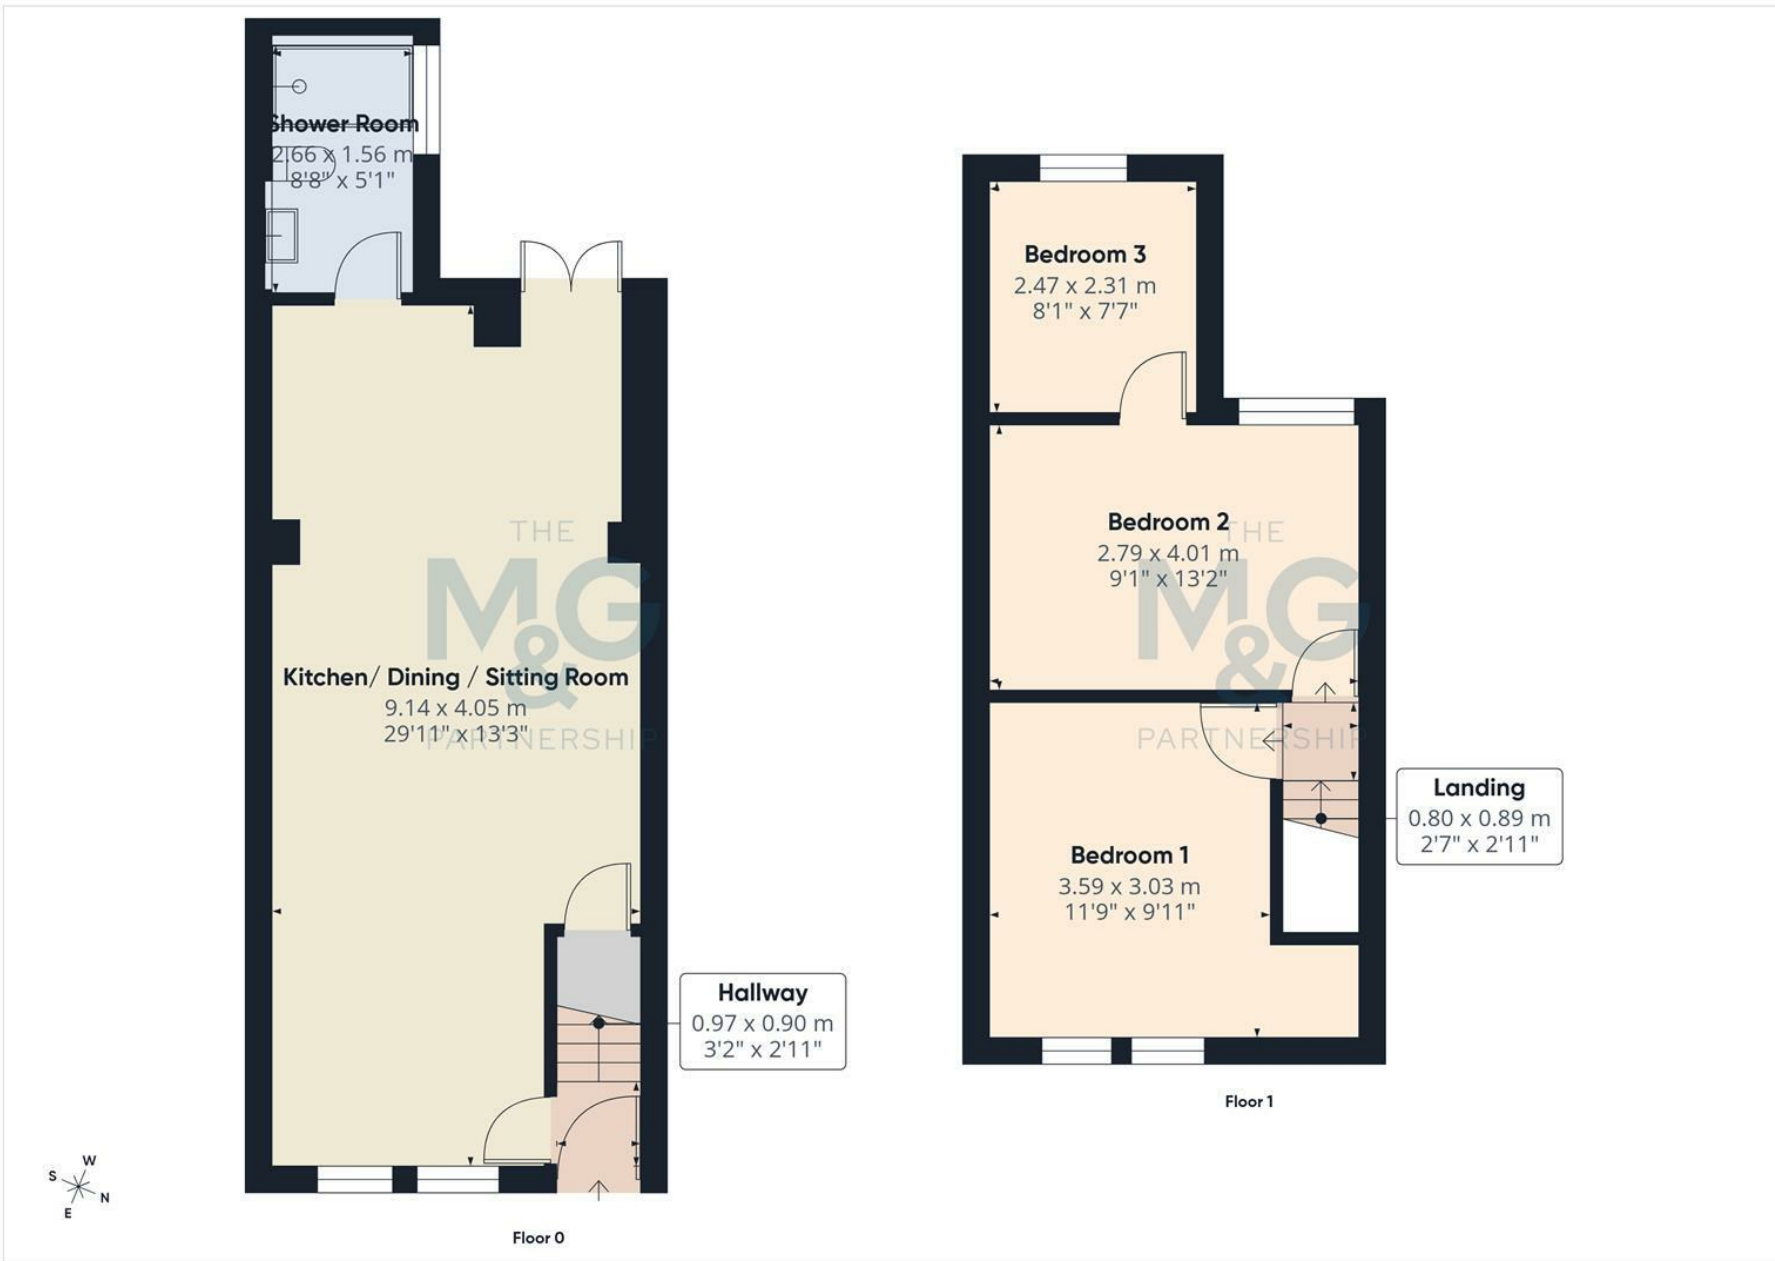 Shower Room
2.66 x 1.56 m
8'8" x 5'1"
Kitchen/ Dining / Sitting Room
9.14 x 4.05 m
29'11" x 13'3"
THE
M&G
PARTNERSHIP
Hallway
0.97 x 0.90 m
3'2" x 2'11"
Floor 0
W
S
N
E
Bedroom 3
2.47 x 2.31 m
8'1" x 7'7"
Bedroom 2
2.79 x 4.01 m
9'1" x 13'2"
THE
M&G
PARTNERSHIP
Landing
0.80 x 0.89 m
2'7" x 2'11"
Bedroom 1
3.59 x 3.03 m
11'9" x 9'11"
Floor 1